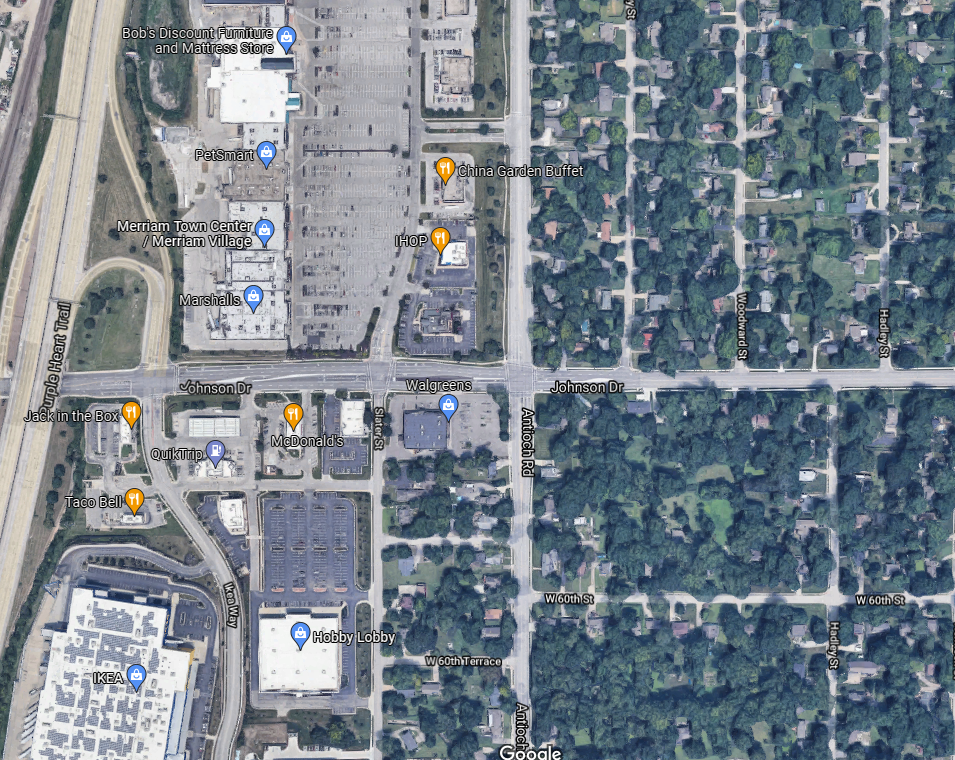 Bob's Discount Furniture
and Mattress Store
PetSmart
China Garden Buffet
Merriam Town Center
/ Merriam Village
IHOP
Marshalls
Woodward St
Hadley St
Purple Heart Trail
Johnson Dr
Walgreens
Johnson Dr
Jack in the Box
McDonald's
Slater St
Antioch Rd
QuikTrip
Taco Bell
Ikea Way
W 60th St
W 60th St
Hobby Lobby
Hadley St
W 60th Terrace
IKEA
Antioch
Google